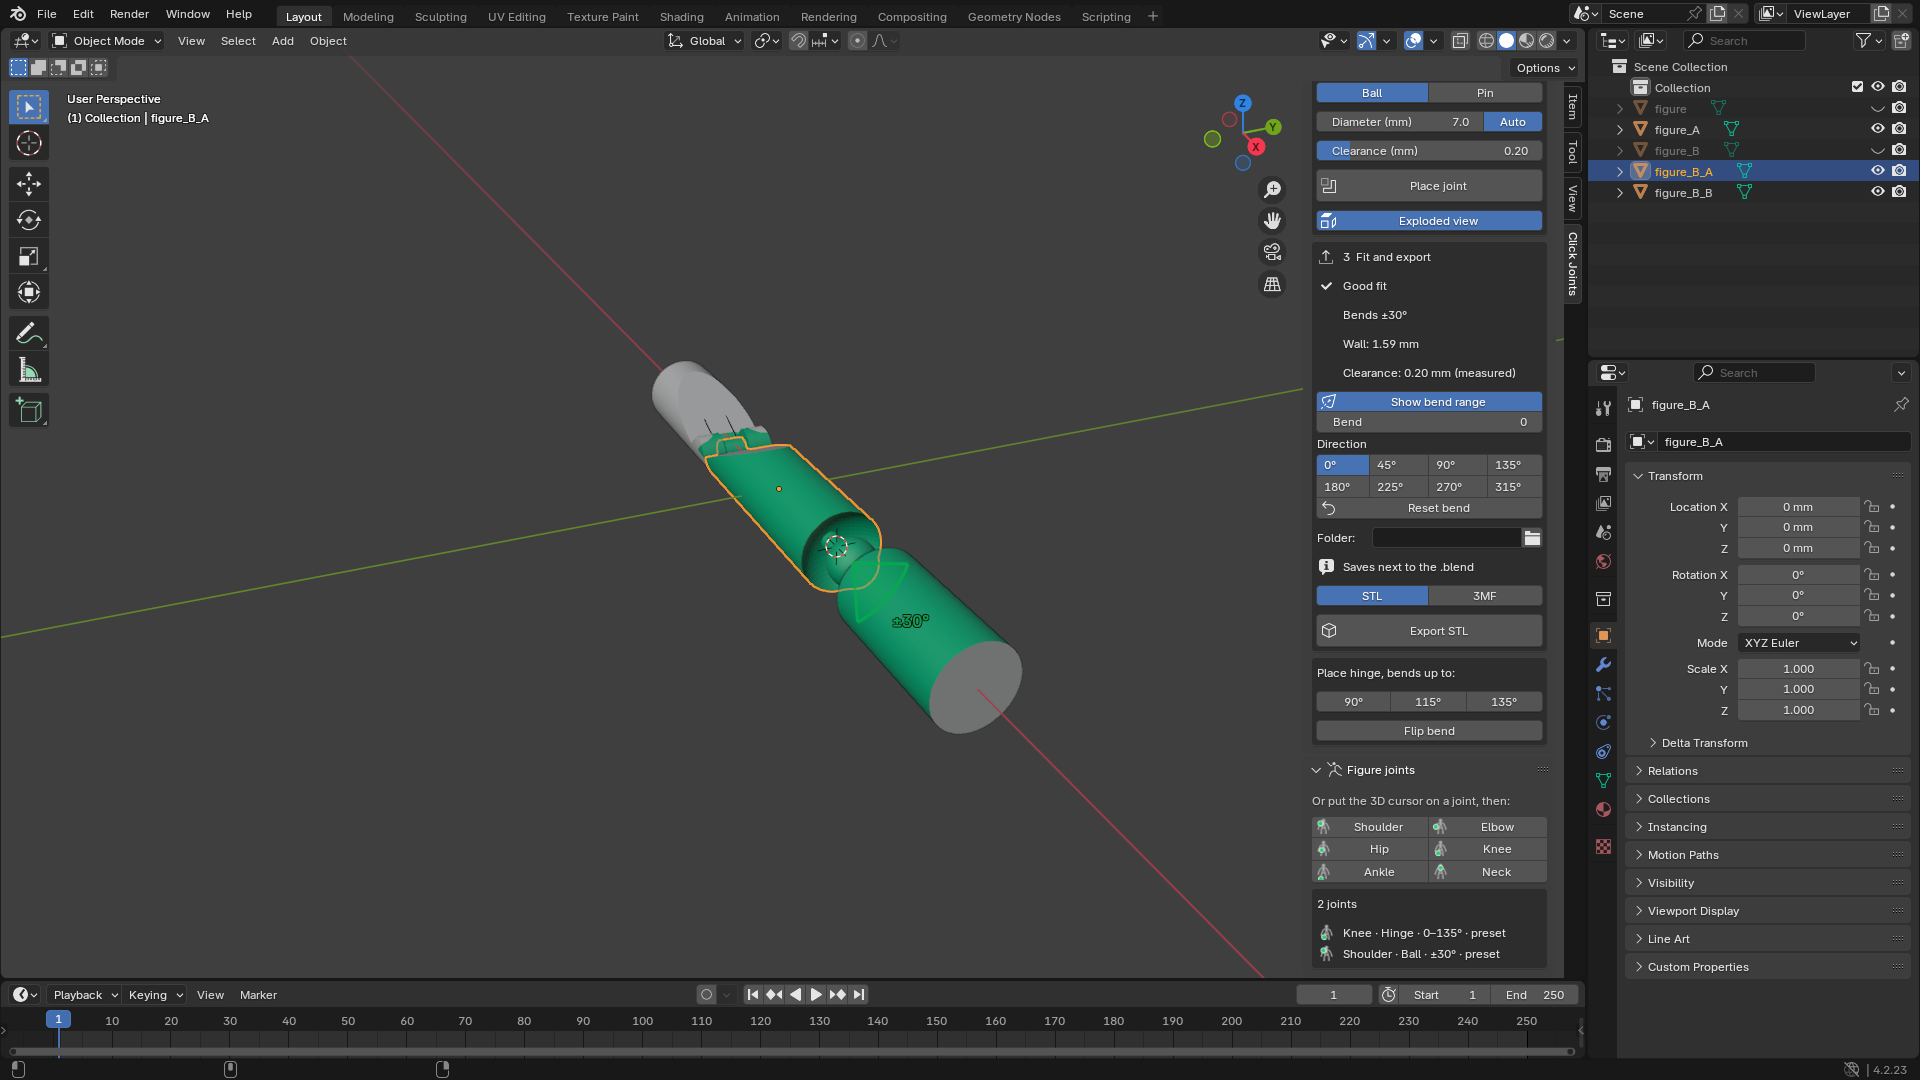 File Edit Render Window Help
Layout Modeling Sculpting UV Editing Texture Paint Shading Animation Rendering Compositing Geometry Nodes Scripting
Scene
ViewLayer
Object Mode View Select Add Object
Global
Options
User Perspective
(1) Collection | figure_B_A
Z
Y
X
±30°
Ball Pin
Diameter (mm) 7.0 Auto
Clearance (mm) 0.20
Place joint
Exploded view
3 Fit and export
Good fit
Bends ±30°
Wall: 1.59 mm
Clearance: 0.20 mm (measured)
Show bend range
Bend 0
Direction
0° 45° 90° 135°
180° 225° 270° 315°
Reset bend
Folder:
Saves next to the .blend
STL 3MF
Export STL
Place hinge, bends up to:
90° 115° 135°
Flip bend
Figure joints
Or put the 3D cursor on a joint, then:
Shoulder Elbow
Hip Knee
Ankle Neck
2 joints
Knee · Hinge · 0–135° · preset
Shoulder · Ball · ±30° · preset
Item
Tool
View
Click Joints
Search
Scene Collection
Collection
figure
figure_A
figure_B
figure_B_A
figure_B_B
Search
figure_B_A
figure_B_A
Transform
Location X 0 mm
Y 0 mm
Z 0 mm
Rotation X 0°
Y 0°
Z 0°
Mode XYZ Euler
Scale X 1.000
Y 1.000
Z 1.000
Delta Transform
Relations
Collections
Instancing
Motion Paths
Visibility
Viewport Display
Line Art
Custom Properties
Playback Keying View Marker
1 Start 1 End 250
1 10 20 30 40 50 60 70 80 90 100 110 120 130 140 150 160 170 180 190 200 210 220 230 240 250
4.2.23